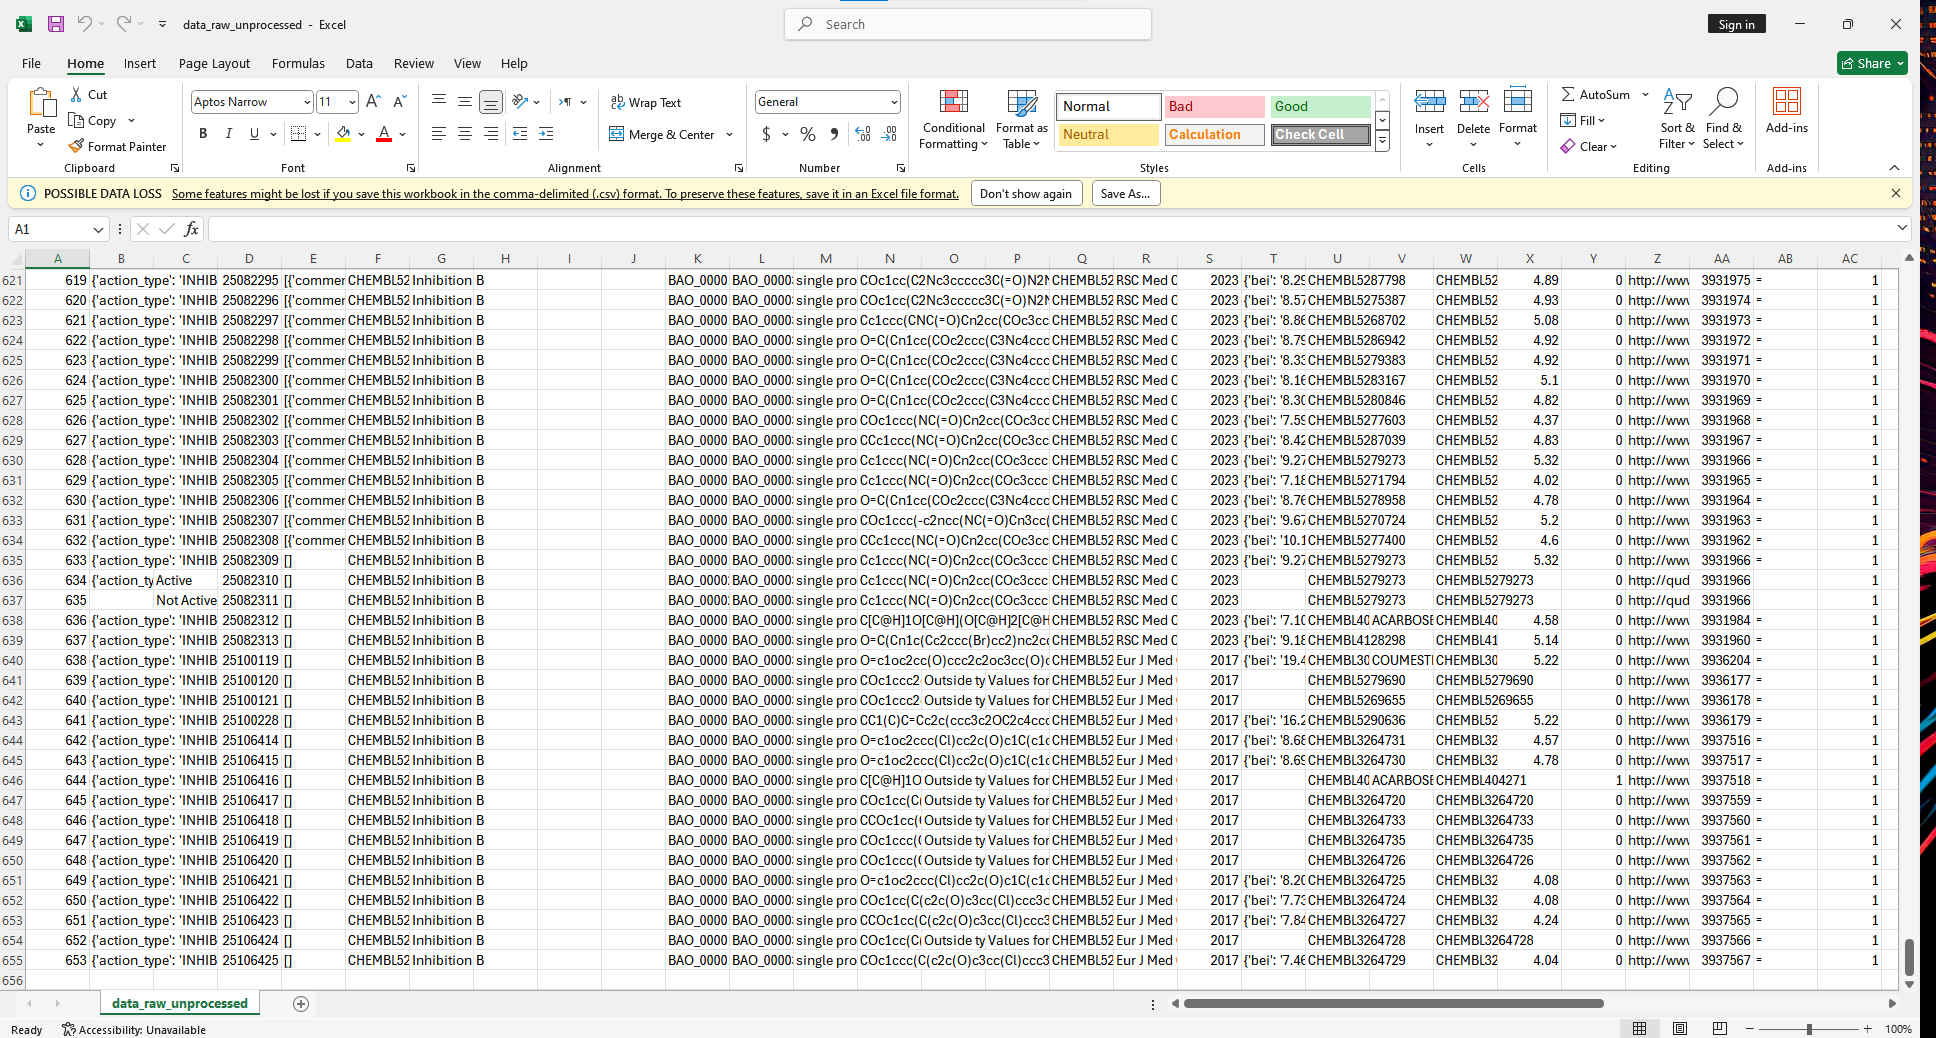 data_raw_unprocessed - Excel
Search
Sign in
File Home Insert Page Layout Formulas Data Review View Help
Share
Paste
Cut
Copy
Format Painter
Clipboard
Aptos Narrow 11
B I U
Font
Wrap Text
Merge & Center
Alignment
General
$ %
Number
Conditional Formatting
Format as Table
Normal Bad Good
Neutral Calculation Check Cell
Styles
Insert Delete Format
Cells
AutoSum
Fill
Clear
Sort & Filter
Find & Select
Editing
Add-ins
Add-ins
POSSIBLE DATA LOSS Some features might be lost if you save this workbook in the comma-delimited (.csv) format. To preserve these features, save it in an Excel file format. Don't show again Save As...
A1 fx
A B C D E F G H I J K L M N O P Q R S T U V W X Y Z AA AB AC
621 619 {'action_type': 'INHIB 25082295 [{'commer CHEMBL52 Inhibition B BAO_0000 BAO_0000 single pro COc1cc(C2Nc3ccccc3C(=O)N2N CHEMBL52 RSC Med C 2023 {'bei': '8.29 CHEMBL5287798 CHEMBL52 4.89 0 http://www 3931975 = 1
622 620 {'action_type': 'INHIB 25082296 [{'commer CHEMBL52 Inhibition B BAO_0000 BAO_0000 single pro COc1cc(C2Nc3ccccc3C(=O)N2N CHEMBL52 RSC Med C 2023 {'bei': '8.57 CHEMBL5275387 CHEMBL52 4.93 0 http://www 3931974 = 1
623 621 {'action_type': 'INHIB 25082297 [{'commer CHEMBL52 Inhibition B BAO_0000 BAO_0000 single pro Cc1ccc(CNC(=O)Cn2cc(COc3cc CHEMBL52 RSC Med C 2023 {'bei': '8.86 CHEMBL5268702 CHEMBL52 5.08 0 http://www 3931973 = 1
624 622 {'action_type': 'INHIB 25082298 [{'commer CHEMBL52 Inhibition B BAO_0000 BAO_0000 single pro O=C(Cn1cc(COc2ccc(C3Nc4ccc CHEMBL52 RSC Med C 2023 {'bei': '8.79 CHEMBL5286942 CHEMBL52 4.92 0 http://www 3931972 = 1
625 623 {'action_type': 'INHIB 25082299 [{'commer CHEMBL52 Inhibition B BAO_0000 BAO_0000 single pro O=C(Cn1cc(COc2ccc(C3Nc4ccc CHEMBL52 RSC Med C 2023 {'bei': '8.33 CHEMBL5279383 CHEMBL52 4.92 0 http://www 3931971 = 1
626 624 {'action_type': 'INHIB 25082300 [{'commer CHEMBL52 Inhibition B BAO_0000 BAO_0000 single pro O=C(Cn1cc(COc2ccc(C3Nc4ccc CHEMBL52 RSC Med C 2023 {'bei': '8.16 CHEMBL5283167 CHEMBL52 5.1 0 http://www 3931970 = 1
627 625 {'action_type': 'INHIB 25082301 [{'commer CHEMBL52 Inhibition B BAO_0000 BAO_0000 single pro O=C(Cn1cc(COc2ccc(C3Nc4ccc CHEMBL52 RSC Med C 2023 {'bei': '8.30 CHEMBL5280846 CHEMBL52 4.82 0 http://www 3931969 = 1
628 626 {'action_type': 'INHIB 25082302 [{'commer CHEMBL52 Inhibition B BAO_0000 BAO_0000 single pro COc1ccc(NC(=O)Cn2cc(COc3cc CHEMBL52 RSC Med C 2023 {'bei': '7.59 CHEMBL5277603 CHEMBL52 4.37 0 http://www 3931968 = 1
629 627 {'action_type': 'INHIB 25082303 [{'commer CHEMBL52 Inhibition B BAO_0000 BAO_0000 single pro CCc1ccc(NC(=O)Cn2cc(COc3cc CHEMBL52 RSC Med C 2023 {'bei': '8.42 CHEMBL5287039 CHEMBL52 4.83 0 http://www 3931967 = 1
630 628 {'action_type': 'INHIB 25082304 [{'commer CHEMBL52 Inhibition B BAO_0000 BAO_0000 single pro Cc1ccc(NC(=O)Cn2cc(COc3ccc CHEMBL52 RSC Med C 2023 {'bei': '9.27 CHEMBL5279273 CHEMBL52 5.32 0 http://www 3931966 = 1
631 629 {'action_type': 'INHIB 25082305 [{'commer CHEMBL52 Inhibition B BAO_0000 BAO_0000 single pro Cc1ccc(NC(=O)Cn2cc(COc3ccc CHEMBL52 RSC Med C 2023 {'bei': '7.18 CHEMBL5271794 CHEMBL52 4.02 0 http://www 3931965 = 1
632 630 {'action_type': 'INHIB 25082306 [{'commer CHEMBL52 Inhibition B BAO_0000 BAO_0000 single pro O=C(Cn1cc(COc2ccc(C3Nc4ccc CHEMBL52 RSC Med C 2023 {'bei': '8.76 CHEMBL5278958 CHEMBL52 4.78 0 http://www 3931964 = 1
633 631 {'action_type': 'INHIB 25082307 [{'commer CHEMBL52 Inhibition B BAO_0000 BAO_0000 single pro COc1ccc(-c2ncc(NC(=O)Cn3cc( CHEMBL52 RSC Med C 2023 {'bei': '9.67 CHEMBL5270724 CHEMBL52 5.2 0 http://www 3931963 = 1
634 632 {'action_type': 'INHIB 25082308 [{'commer CHEMBL52 Inhibition B BAO_0000 BAO_0000 single pro CCc1ccc(NC(=O)Cn2cc(COc3cc CHEMBL52 RSC Med C 2023 {'bei': '10.1 CHEMBL5277400 CHEMBL52 4.6 0 http://www 3931962 = 1
635 633 {'action_type': 'INHIB 25082309 [] CHEMBL52 Inhibition B BAO_0000 BAO_0000 single pro Cc1ccc(NC(=O)Cn2cc(COc3ccc CHEMBL52 RSC Med C 2023 {'bei': '9.27 CHEMBL5279273 CHEMBL52 5.32 0 http://www 3931966 = 1
636 634 {'action_ty Active 25082310 [] CHEMBL52 Inhibition B BAO_0000 BAO_0000 single pro Cc1ccc(NC(=O)Cn2cc(COc3ccc CHEMBL52 RSC Med C 2023 CHEMBL5279273 CHEMBL5279273 0 http://qud 3931966 1
637 635 Not Active 25082311 [] CHEMBL52 Inhibition B BAO_0000 BAO_0000 single pro Cc1ccc(NC(=O)Cn2cc(COc3ccc CHEMBL52 RSC Med C 2023 CHEMBL5279273 CHEMBL5279273 0 http://qud 3931966 1
638 636 {'action_type': 'INHIB 25082312 [] CHEMBL52 Inhibition B BAO_0000 BAO_0000 single pro C[C@H]1O[C@H](O[C@H]2[C@H CHEMBL52 RSC Med C 2023 {'bei': '7.10 CHEMBL40 ACARBOSE CHEMBL40 4.58 0 http://www 3931984 = 1
639 637 {'action_type': 'INHIB 25082313 [] CHEMBL52 Inhibition B BAO_0000 BAO_0000 single pro O=C(Cn1c(Cc2ccc(Br)cc2)nc2cc CHEMBL52 RSC Med C 2023 {'bei': '9.18 CHEMBL4128298 CHEMBL41 5.14 0 http://www 3931960 = 1
640 638 {'action_type': 'INHIB 25100119 [] CHEMBL52 Inhibition B BAO_0000 BAO_0000 single pro O=c1oc2cc(O)ccc2c2oc3cc(O)c CHEMBL52 Eur J Med 2017 {'bei': '19.4 CHEMBL30 COUMESTI CHEMBL30 5.22 0 http://www 3936204 = 1
641 639 {'action_type': 'INHIB 25100120 [] CHEMBL52 Inhibition B BAO_0000 BAO_0000 single pro COc1ccc2 Outside ty Values for CHEMBL52 Eur J Med 2017 CHEMBL5279690 CHEMBL5279690 0 http://www 3936177 = 1
642 640 {'action_type': 'INHIB 25100121 [] CHEMBL52 Inhibition B BAO_0000 BAO_0000 single pro COc1ccc2 Outside ty Values for CHEMBL52 Eur J Med 2017 CHEMBL5269655 CHEMBL5269655 0 http://www 3936178 = 1
643 641 {'action_type': 'INHIB 25100228 [] CHEMBL52 Inhibition B BAO_0000 BAO_0000 single pro CC1(C)C=Cc2c(ccc3c2OC2c4ccc CHEMBL52 Eur J Med 2017 {'bei': '16.2 CHEMBL5290636 CHEMBL52 5.22 0 http://www 3936179 = 1
644 642 {'action_type': 'INHIB 25106414 [] CHEMBL52 Inhibition B BAO_0000 BAO_0000 single pro O=c1oc2ccc(Cl)cc2c(O)c1C(c1c CHEMBL52 Eur J Med 2017 {'bei': '8.68 CHEMBL3264731 CHEMBL32 4.57 0 http://www 3937516 = 1
645 643 {'action_type': 'INHIB 25106415 [] CHEMBL52 Inhibition B BAO_0000 BAO_0000 single pro O=c1oc2ccc(Cl)cc2c(O)c1C(c1c CHEMBL52 Eur J Med 2017 {'bei': '8.69 CHEMBL3264730 CHEMBL32 4.78 0 http://www 3937517 = 1
646 644 {'action_type': 'INHIB 25106416 [] CHEMBL52 Inhibition B BAO_0000 BAO_0000 single pro C[C@H]1O Outside ty Values for CHEMBL52 Eur J Med 2017 CHEMBL40 ACARBOSE CHEMBL404271 1 http://www 3937518 = 1
647 645 {'action_type': 'INHIB 25106417 [] CHEMBL52 Inhibition B BAO_0000 BAO_0000 single pro COc1cc(C( Outside ty Values for CHEMBL52 Eur J Med 2017 CHEMBL3264720 CHEMBL3264720 0 http://www 3937559 = 1
648 646 {'action_type': 'INHIB 25106418 [] CHEMBL52 Inhibition B BAO_0000 BAO_0000 single pro CCOc1cc( Outside ty Values for CHEMBL52 Eur J Med 2017 CHEMBL3264733 CHEMBL3264733 0 http://www 3937560 = 1
649 647 {'action_type': 'INHIB 25106419 [] CHEMBL52 Inhibition B BAO_0000 BAO_0000 single pro COc1ccc( Outside ty Values for CHEMBL52 Eur J Med 2017 CHEMBL3264735 CHEMBL3264735 0 http://www 3937561 = 1
650 648 {'action_type': 'INHIB 25106420 [] CHEMBL52 Inhibition B BAO_0000 BAO_0000 single pro COc1ccc( Outside ty Values for CHEMBL52 Eur J Med 2017 CHEMBL3264726 CHEMBL3264726 0 http://www 3937562 = 1
651 649 {'action_type': 'INHIB 25106421 [] CHEMBL52 Inhibition B BAO_0000 BAO_0000 single pro O=c1oc2ccc(Cl)cc2c(O)c1C(c1c CHEMBL52 Eur J Med 2017 {'bei': '8.20 CHEMBL3264725 CHEMBL32 4.08 0 http://www 3937563 = 1
652 650 {'action_type': 'INHIB 25106422 [] CHEMBL52 Inhibition B BAO_0000 BAO_0000 single pro COc1cc(C(c2c(O)c3cc(Cl)ccc3c CHEMBL52 Eur J Med 2017 {'bei': '7.73 CHEMBL3264724 CHEMBL32 4.08 0 http://www 3937564 = 1
653 651 {'action_type': 'INHIB 25106423 [] CHEMBL52 Inhibition B BAO_0000 BAO_0000 single pro CCOc1cc(C(c2c(O)c3cc(Cl)ccc3 CHEMBL52 Eur J Med 2017 {'bei': '7.84 CHEMBL3264727 CHEMBL32 4.24 0 http://www 3937565 = 1
654 652 {'action_type': 'INHIB 25106424 [] CHEMBL52 Inhibition B BAO_0000 BAO_0000 single pro COc1cc(C( Outside ty Values for CHEMBL52 Eur J Med 2017 CHEMBL3264728 CHEMBL3264728 0 http://www 3937566 = 1
655 653 {'action_type': 'INHIB 25106425 [] CHEMBL52 Inhibition B BAO_0000 BAO_0000 single pro COc1ccc(C(c2c(O)c3cc(Cl)ccc3 CHEMBL52 Eur J Med 2017 {'bei': '7.46 CHEMBL3264729 CHEMBL32 4.04 0 http://www 3937567 = 1
656
data_raw_unprocessed
Ready Accessibility: Unavailable 100%